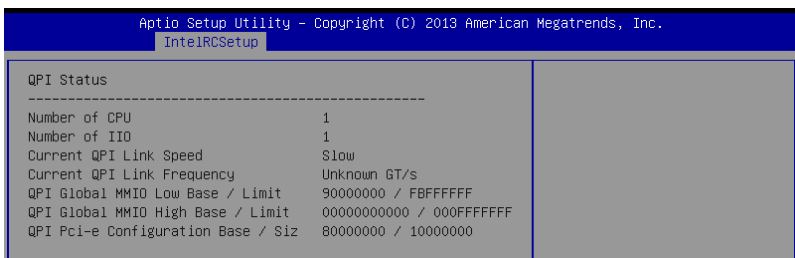 Aptio Setup Utility – Copyright (C) 2013 American Megatrends, Inc.
IntelRCSetup
QPI Status
--------------------------------------------------
Number of CPU 1
Number of IIO 1
Current QPI Link Speed Slow
Current QPI Link Frequency Unknown GT/s
QPI Global MMIO Low Base / Limit 90000000 / FBFFFFFF
QPI Global MMIO High Base / Limit 00000000000 / 000FFFFFFF
QPI Pci-e Configuration Base / Siz 80000000 / 10000000